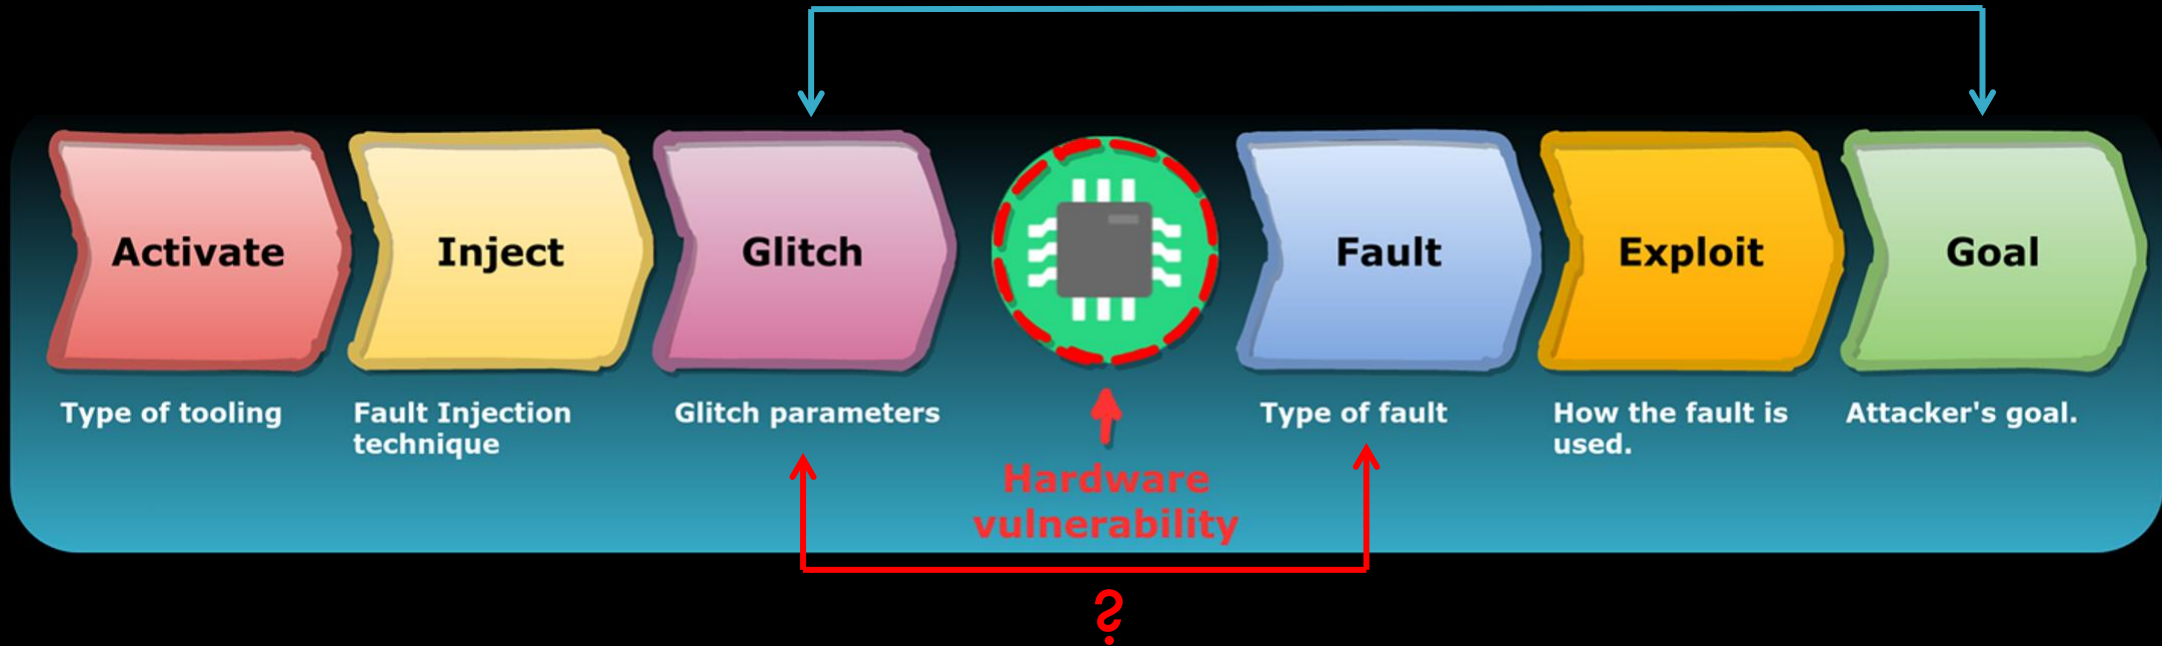 Activate
Inject
Glitch
Fault
Exploit
Goal
Type of tooling
Fault Injection
technique
Glitch parameters
Hardware
vulnerability
Type of fault
How the fault is
used.
Attacker's goal.
?